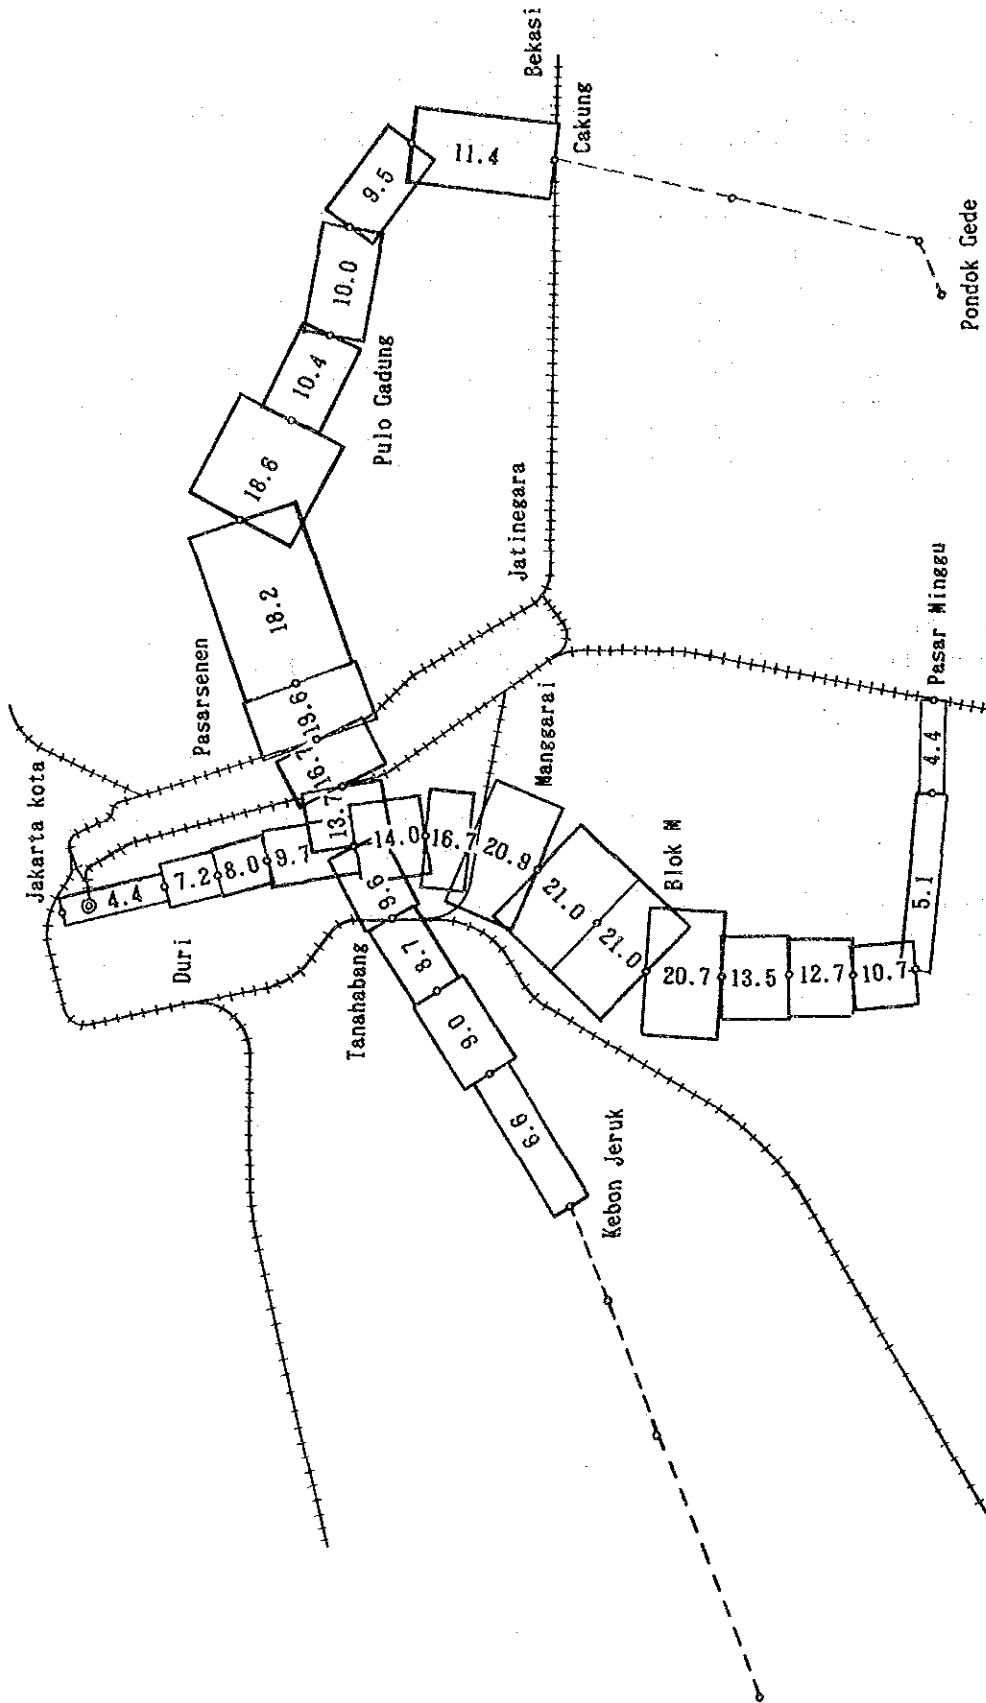 Bekasi
Cakung
11.4
9.5
10.0
10.4
Pulo Gadung
18.6
18.2
Pondok Gede
Jatinegara
Pasarsenen
19.6
16.7
13.7
Jakarta kota
4.4
7.2
8.0
9.7
14.0
16.7
Manggarai
20.9
21.0
21.0
Blok M
20.7
13.5
12.7
10.7
5.1
4.4
Pasar Minggu
Duri
Tanahabang
9.6
8.7
9.0
6.6
Kebon Jeruk